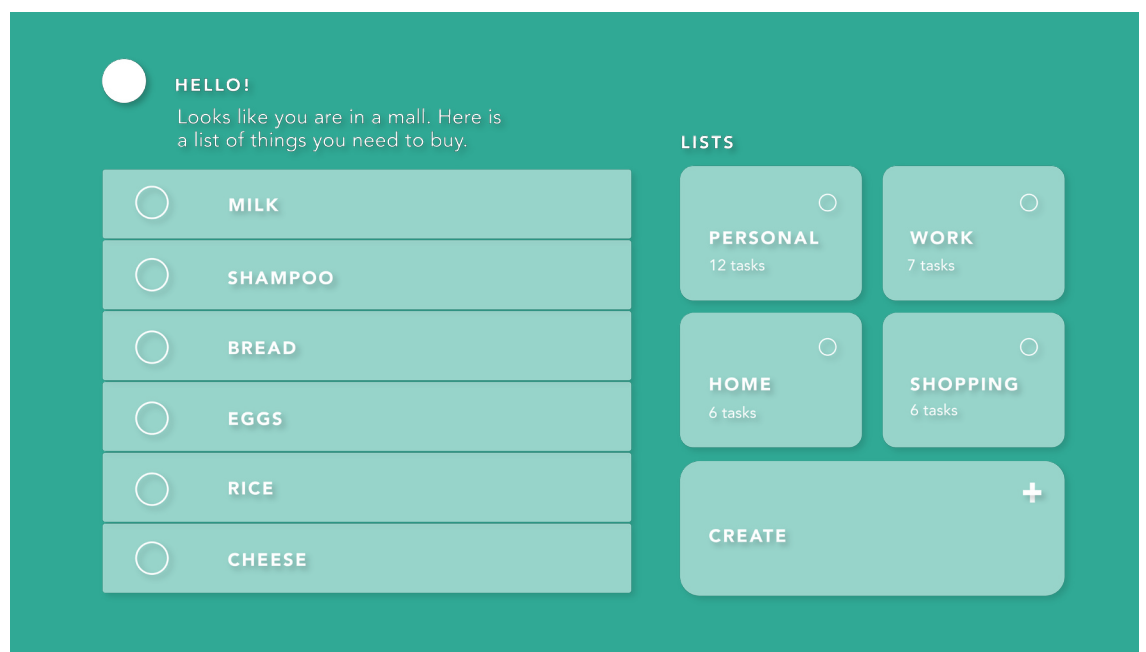 HELLO!
Looks like you are in a mall. Here is
a list of things you need to buy.
MILK
SHAMPOO
BREAD
EGGS
RICE
CHEESE
LISTS
PERSONAL
12 tasks
WORK
7 tasks
HOME
6 tasks
SHOPPING
6 tasks
CREATE